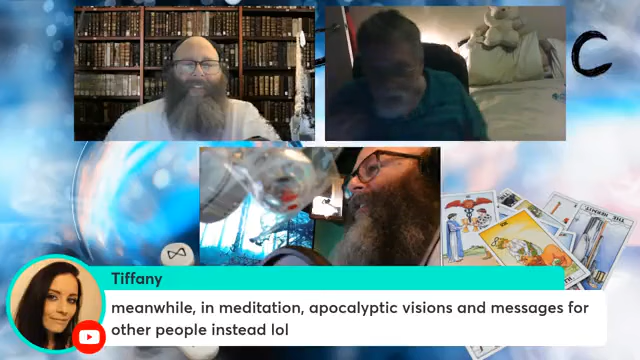 Tiffany
meanwhile, in meditation, apocalyptic visions and messages for
other people instead lol